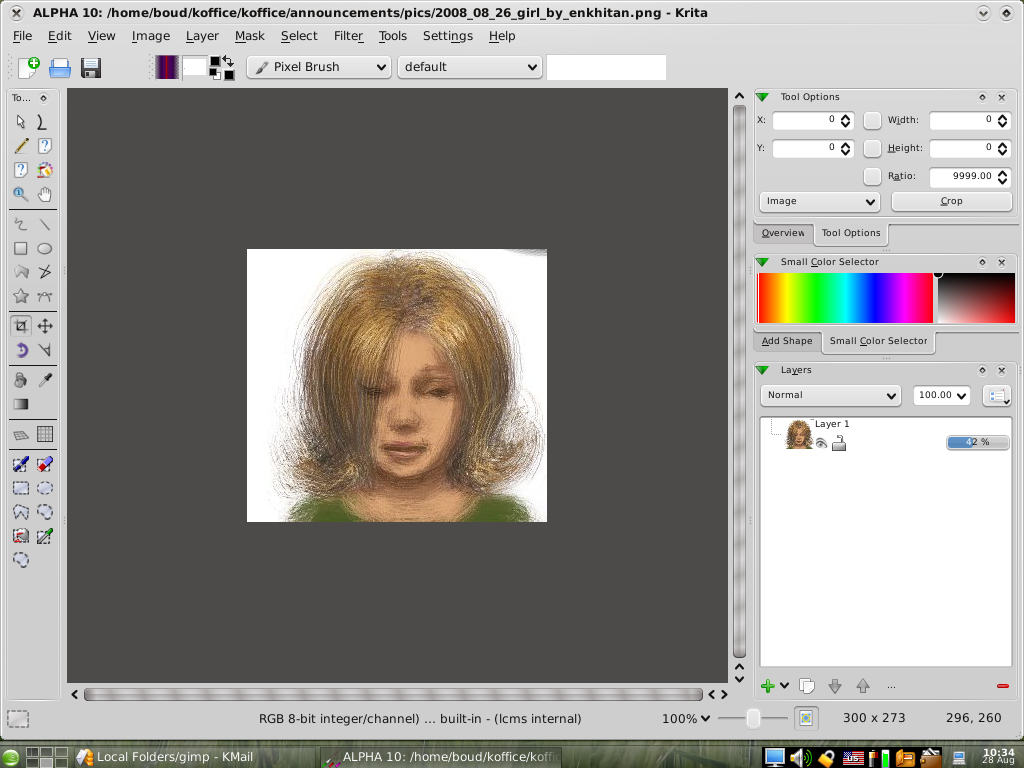 ALPHA 10: /home/boud/koffice/koffice/announcements/pics/2008_08_26_girl_by_enkhitan.png - Krita
File Edit View Image Layer Mask Select Filter Tools Settings Help
Pixel Brush default
To...
Tool Options
X: 0 Width: 0
Y: 0 Height: 0
Ratio: 9999.00
Image Crop
Overview Tool Options
Small Color Selector
Add Shape Small Color Selector
Layers
Normal 100.00
Layer 1
42 %
...
RGB 8-bit integer/channel) ... built-in - (lcms internal) 100% 300 x 273 296, 260
Local Folders/gimp - KMail ALPHA 10: /home/boud/koffice/koffi US 10:34
28 Aug